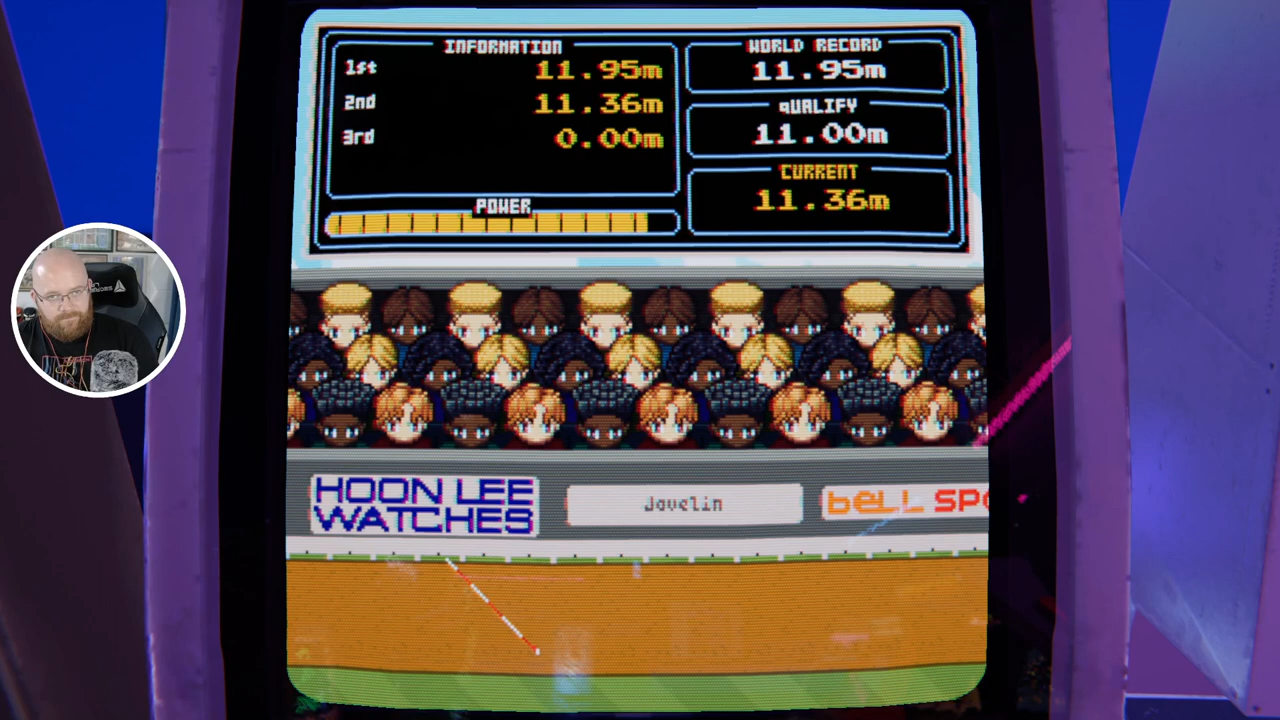 INFORMATION
1st 11.95m
2nd 11.36m
3rd 0.00m
POWER
WORLD RECORD
11.95m
qUALIFY
11.00m
CURRENT
11.36m
HOON LEE
WATCHES
Javelin
bELL SPO